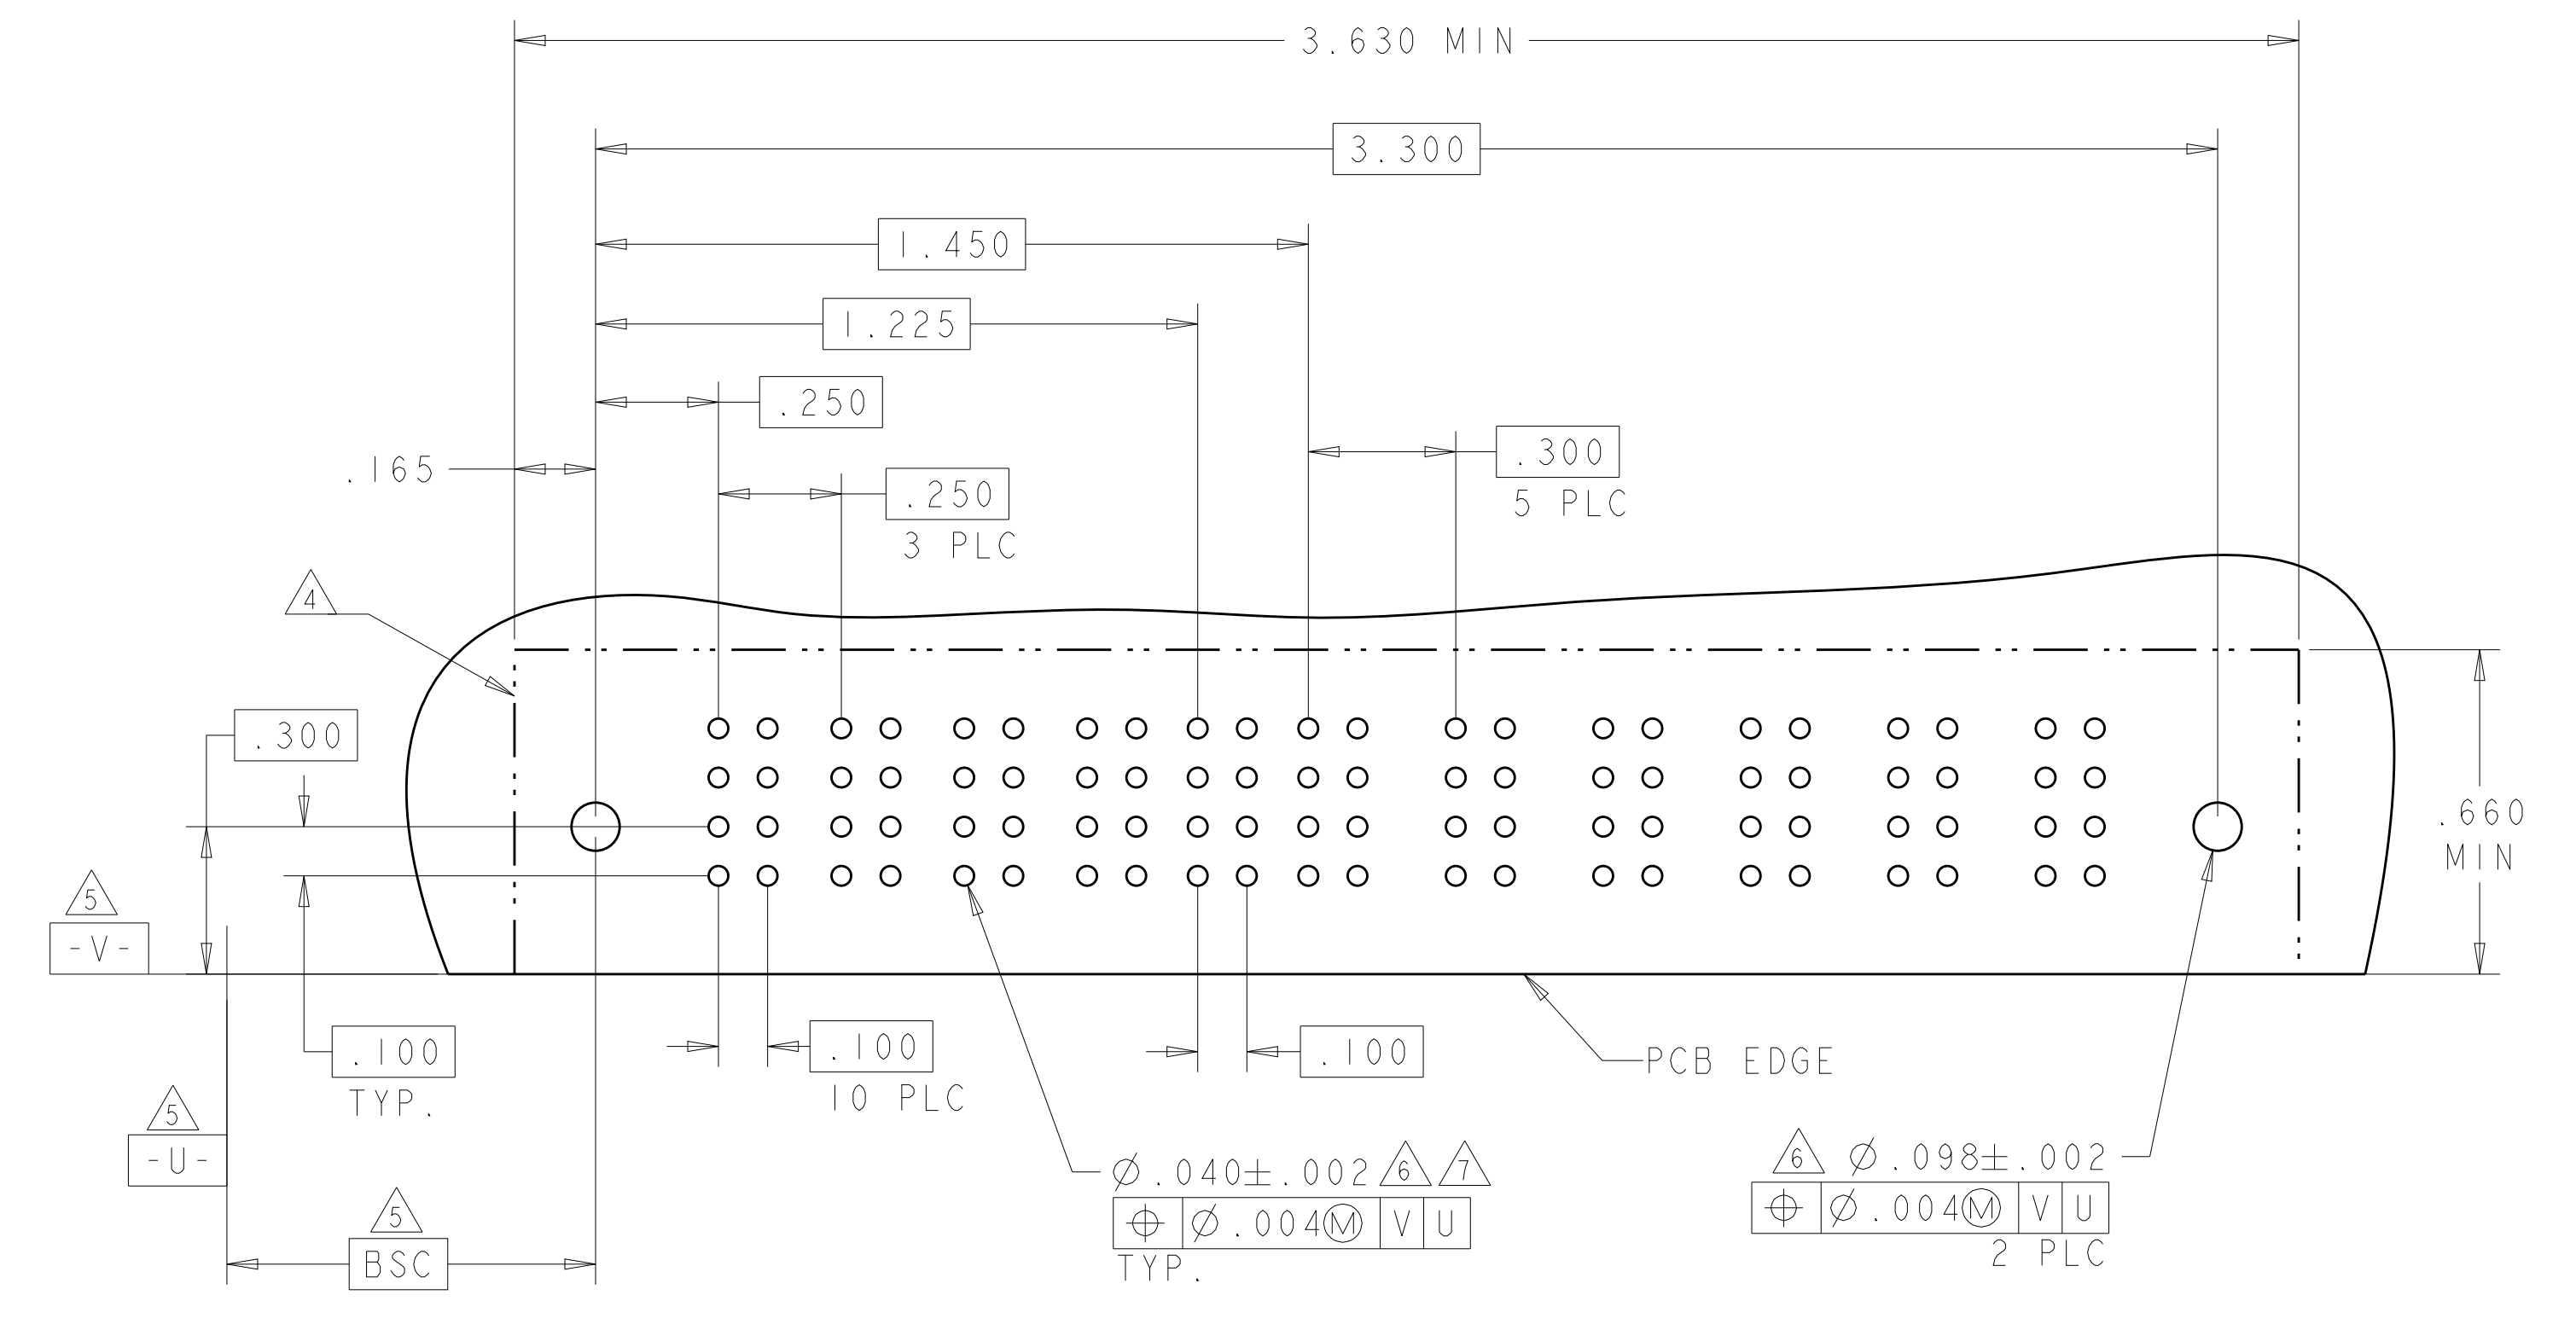 3.630 MIN
3.300
1.450
1.225
.250
.300
5 PLC
.165
.250
3 PLC
4
.300
.660
MIN
5
-V-
.100
TYP.
.100
10 PLC
.100
PCB EDGE
5
-U-
5
BSC
Ø.040±.002 6 7
⌖ Ø.004Ⓜ V U
TYP.
6 Ø.098±.002
⌖ Ø.004Ⓜ V U
2 PLC